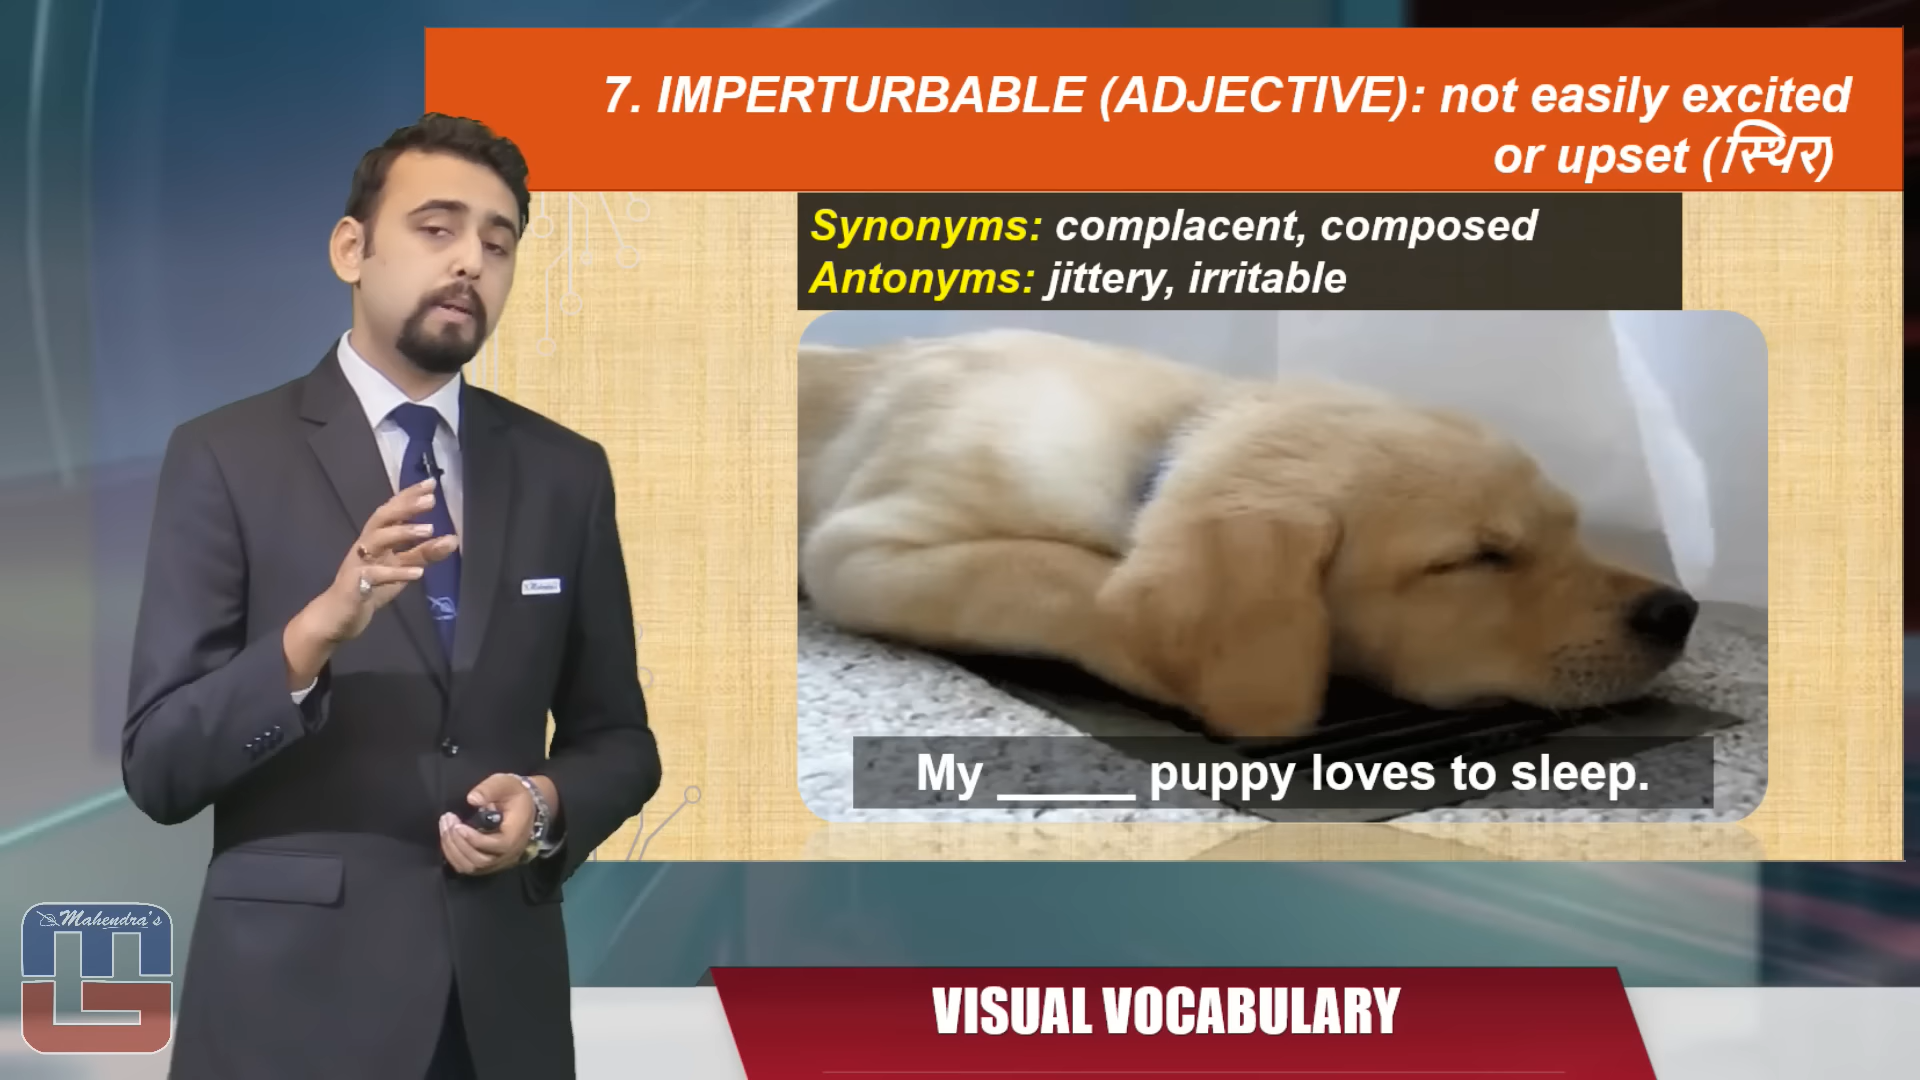 7. IMPERTURBABLE (ADJECTIVE): not easily excited
or upset (स्थिर)
Synonyms: complacent, composed
Antonyms: jittery, irritable
My _____ puppy loves to sleep.
Mahendra's
Mahendra's
VISUAL VOCABULARY